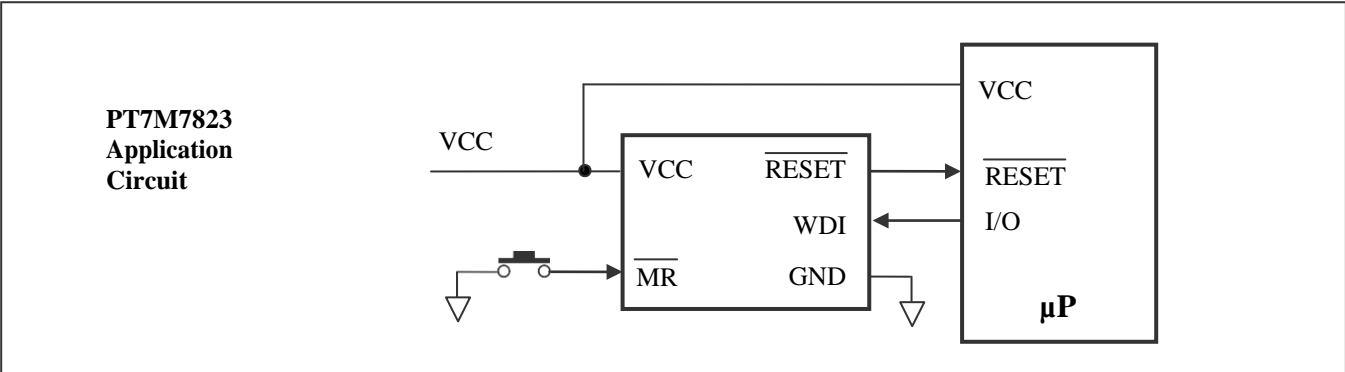 PT7M7823
Application
Circuit
VCC
VCC
RESET
WDI
MR
GND
VCC
RESET
I/O
µP